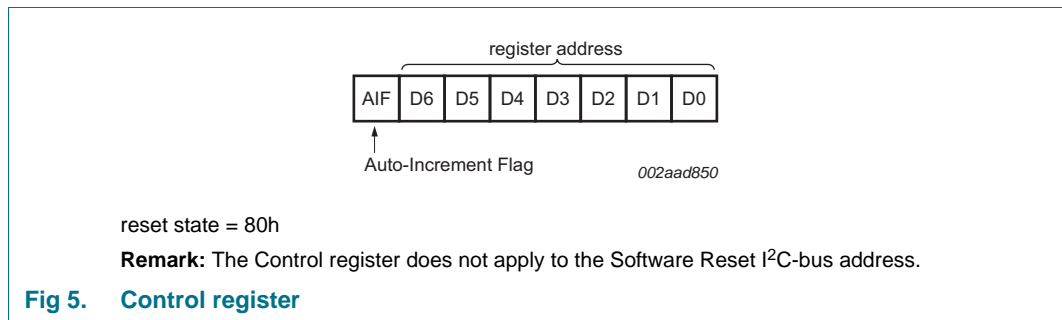 register address
AIF D6 D5 D4 D3 D2 D1 D0
Auto-Increment Flag
002aad850
reset state = 80h
Remark: The Control register does not apply to the Software Reset I²C-bus address.
Fig 5. Control register